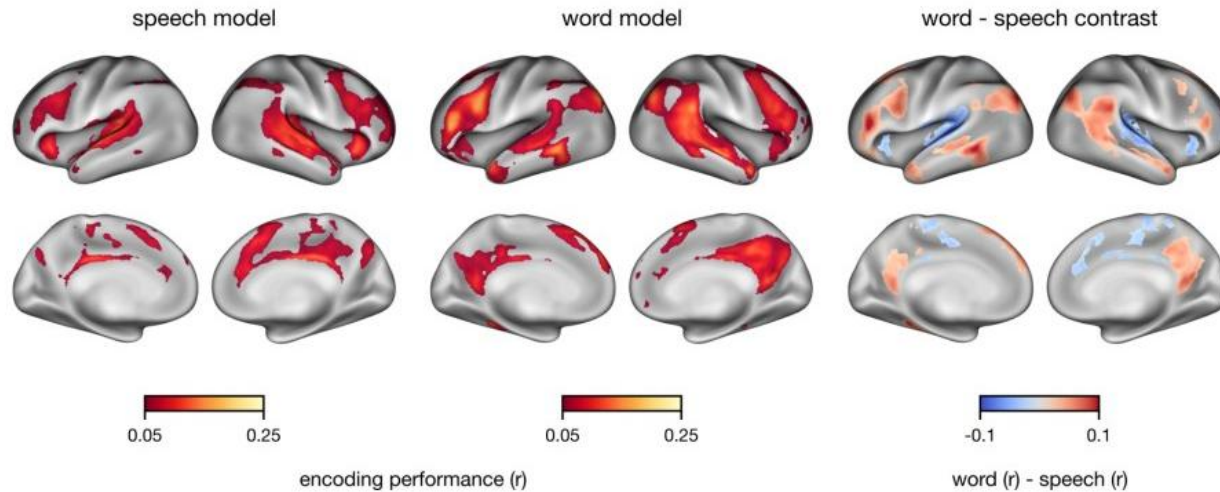 speech model
word model
word - speech contrast
0.05
0.25
0.05
0.25
-0.1
0.1
encoding performance (r)
word (r) - speech (r)